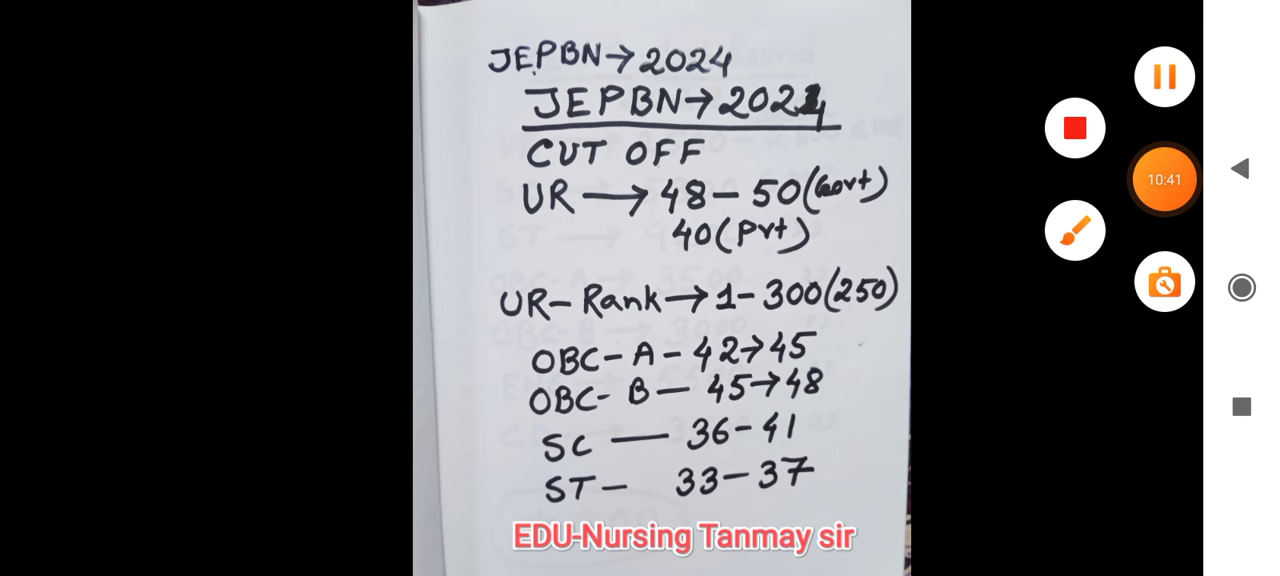 JEPBN→2024
JEPBN→2024
CUT OFF
UR → 48 – 50 (Govt)
40 (Pvt)
UR – Rank → 1 – 300 (250)
OBC – A – 42→45
OBC – B – 45→48
SC – 36 – 41
ST – 33 – 37
EDU-Nursing Tanmay sir
10:41